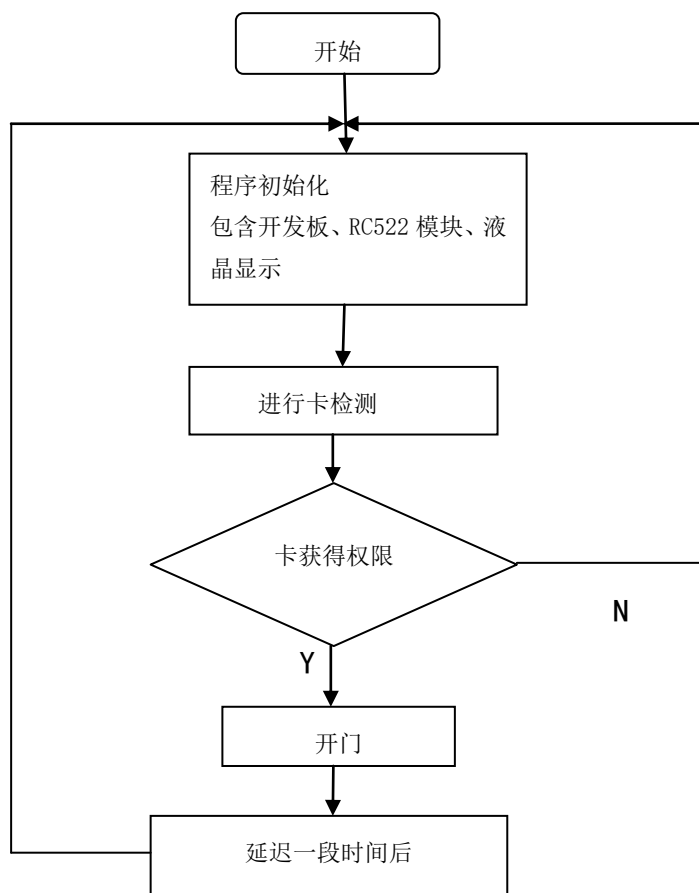 开始
程序初始化
包含开发板、RC522 模块、液
晶显示
进行卡检测
卡获得权限
N
Y
开门
延迟一段时间后